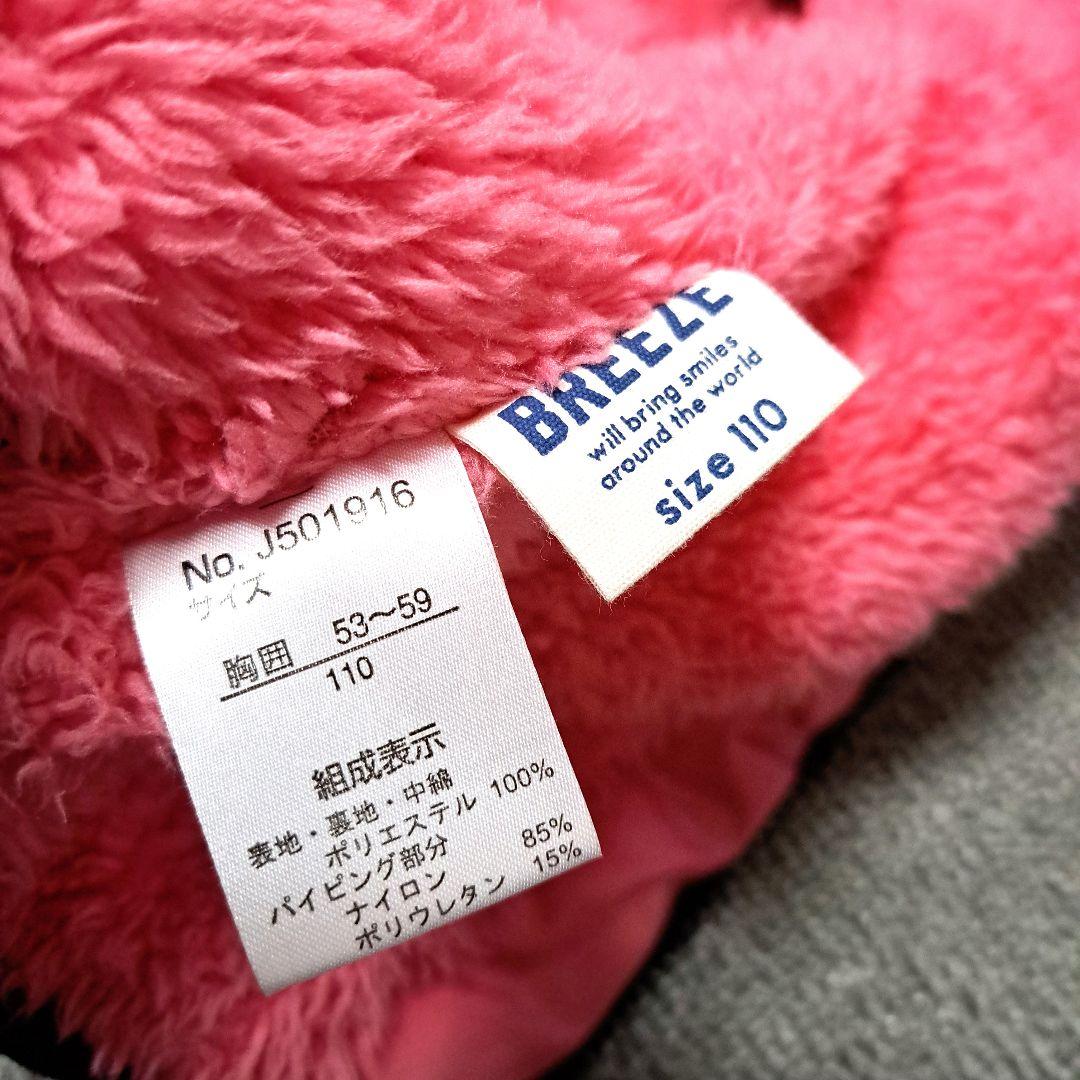 BREEZE
will bring smiles
around the world
size 110
No. J501916
サイズ
胸囲 53～59
110
組成表示
表地・裏地・中綿
ポリエステル 100%
パイピング部分
ナイロン 85%
ポリウレタン 15%